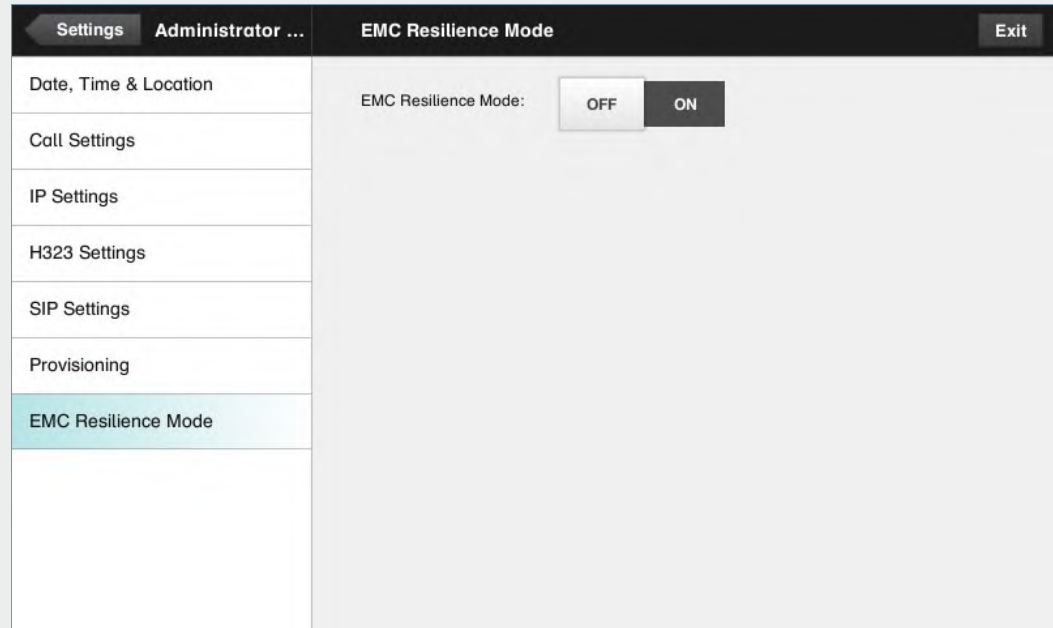 Settings
Administrator ...
EMC Resilience Mode
Exit
Date, Time & Location
Call Settings
IP Settings
H323 Settings
SIP Settings
Provisioning
EMC Resilience Mode
EMC Resilience Mode:
OFF
ON